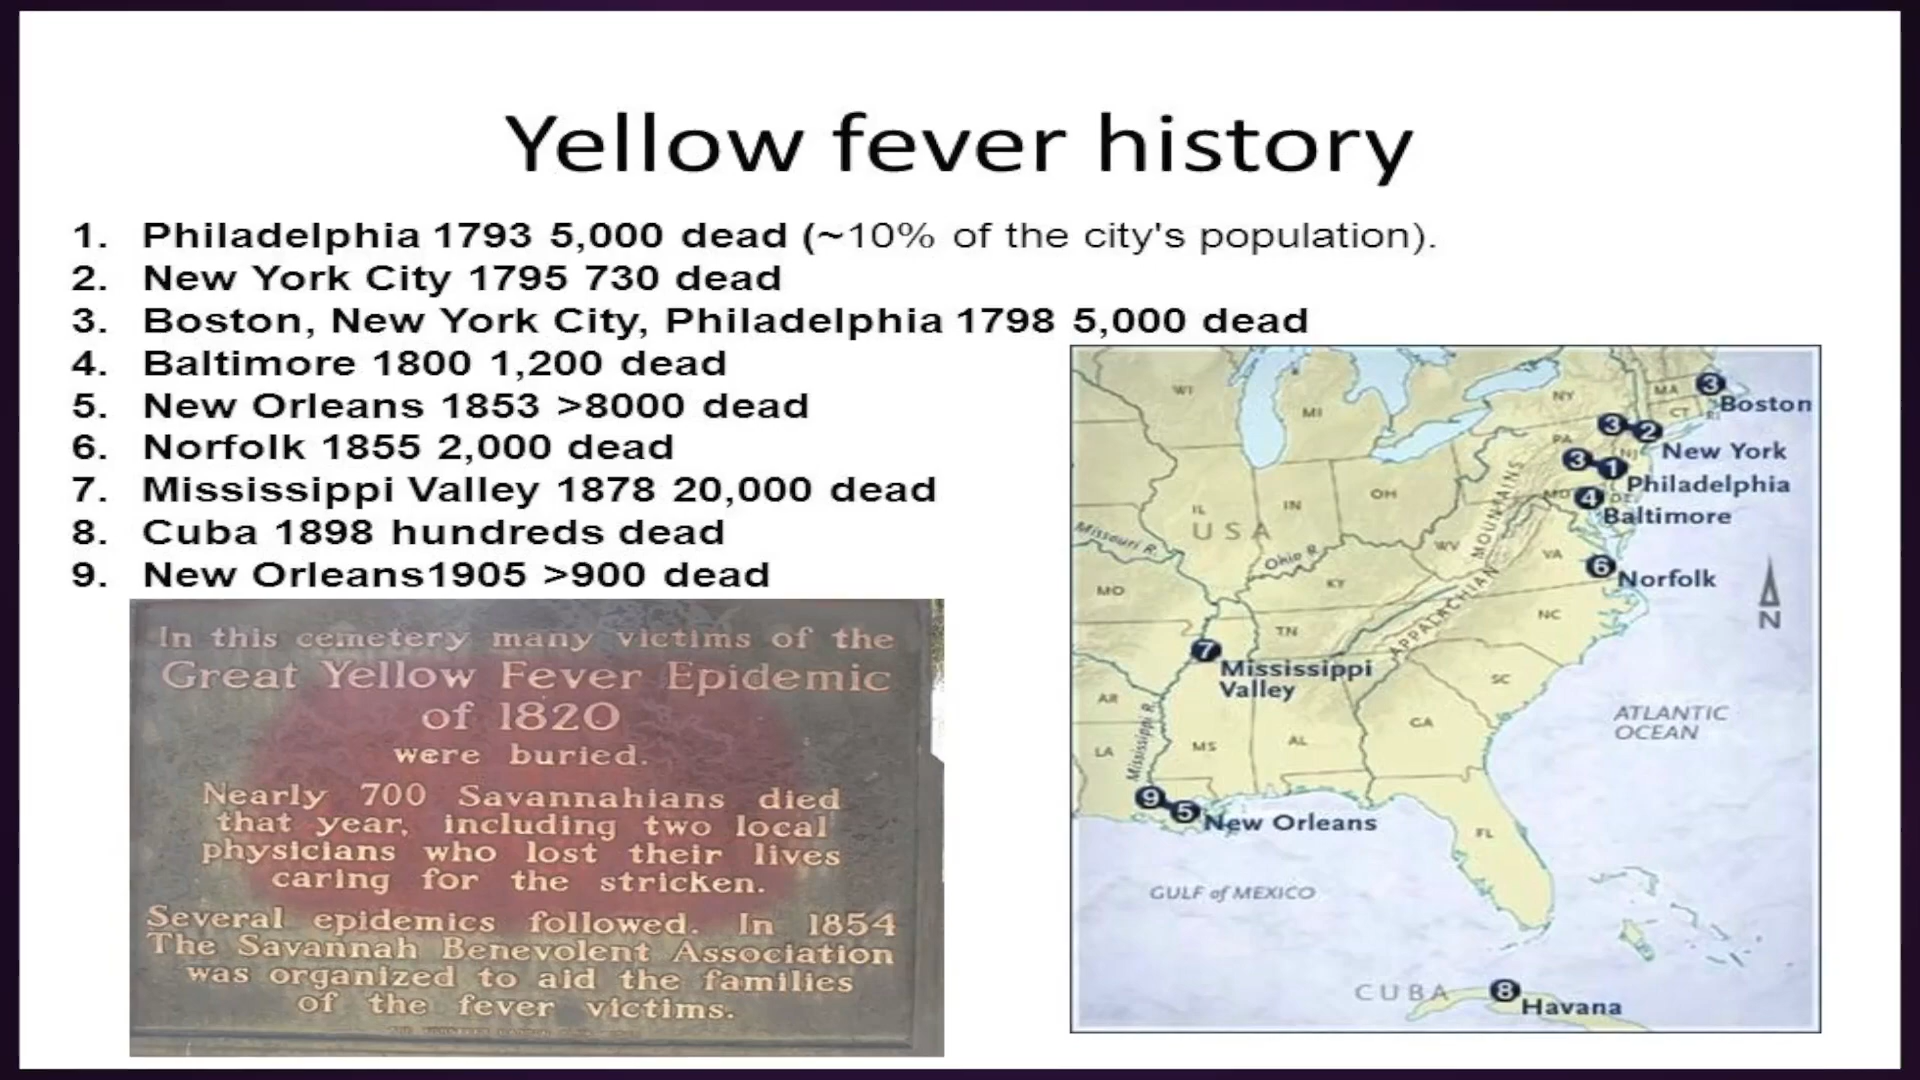 Yellow fever history
1. Philadelphia 1793 5,000 dead (~10% of the city's population).
2. New York City 1795 730 dead
3. Boston, New York City, Philadelphia 1798 5,000 dead
4. Baltimore 1800 1,200 dead
5. New Orleans 1853 >8000 dead
6. Norfolk 1855 2,000 dead
7. Mississippi Valley 1878 20,000 dead
8. Cuba 1898 hundreds dead
9. New Orleans1905 >900 dead
In this cemetery many victims of the
Great Yellow Fever Epidemic
of 1820
were buried.
Nearly 700 Savannahians died
that year, including two local
physicians who lost their lives
caring for the stricken.
Several epidemics followed. In 1854
The Savannah Benevolent Association
was organized to aid the families
of the fever victims.
WI
MI
NY
MA
3
Boston
CT
RI
3 2
New York
PA
NJ
3 1
Philadelphia
MD
4
DE
Baltimore
IL
IN
OH
USA
Missouri R.
Ohio R.
WV
VA
6
Norfolk
MO
KY
APPALACHIAN MOUNTAINS
N
NC
TN
7
Mississippi
Valley
AR
SC
Mississippi R.
ATLANTIC
OCEAN
LA
MS
AL
GA
9 5
New Orleans
FL
GULF of MEXICO
CUBA
8
Havana